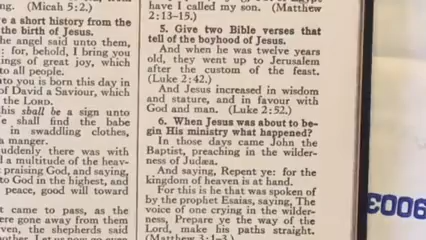 . (Micah 5:2.)
e a short history from the
the birth of Jesus.
he angel said unto them,
: for, behold, I bring you
ings of great joy, which
to all people.
nto you is born this day in
of David a Saviour, which
the LORD.
his shall be a sign unto
e shall find the babe
in swaddling clothes,
a manger.
uddenly there was with
l a multitude of the heav-
praising God, and saying,
to God in the highest, and
peace, good will toward
t came to pass, as the
ere gone away from them
even, the shepherds said
have I called my son. (Matthew
2:13–15.)
5. Give two Bible verses that
tell of the boyhood of Jesus.
And when he was twelve years
old, they went up to Jerusalem
after the custom of the feast.
(Luke 2:42.)
And Jesus increased in wisdom
and stature, and in favour with
God and man. (Luke 2:52.)
6. When Jesus was about to be-
gin His ministry what happened?
In those days came John the
Baptist, preaching in the wilder-
ness of Judæa.
And saying, Repent ye: for the
kingdom of heaven is at hand.
For this is he that was spoken of
by the prophet Esaias, saying, The
voice of one crying in the wilder-
ness, Prepare ye the way of the
Lord, make his paths straight.
(Matthew 3:1–3.)